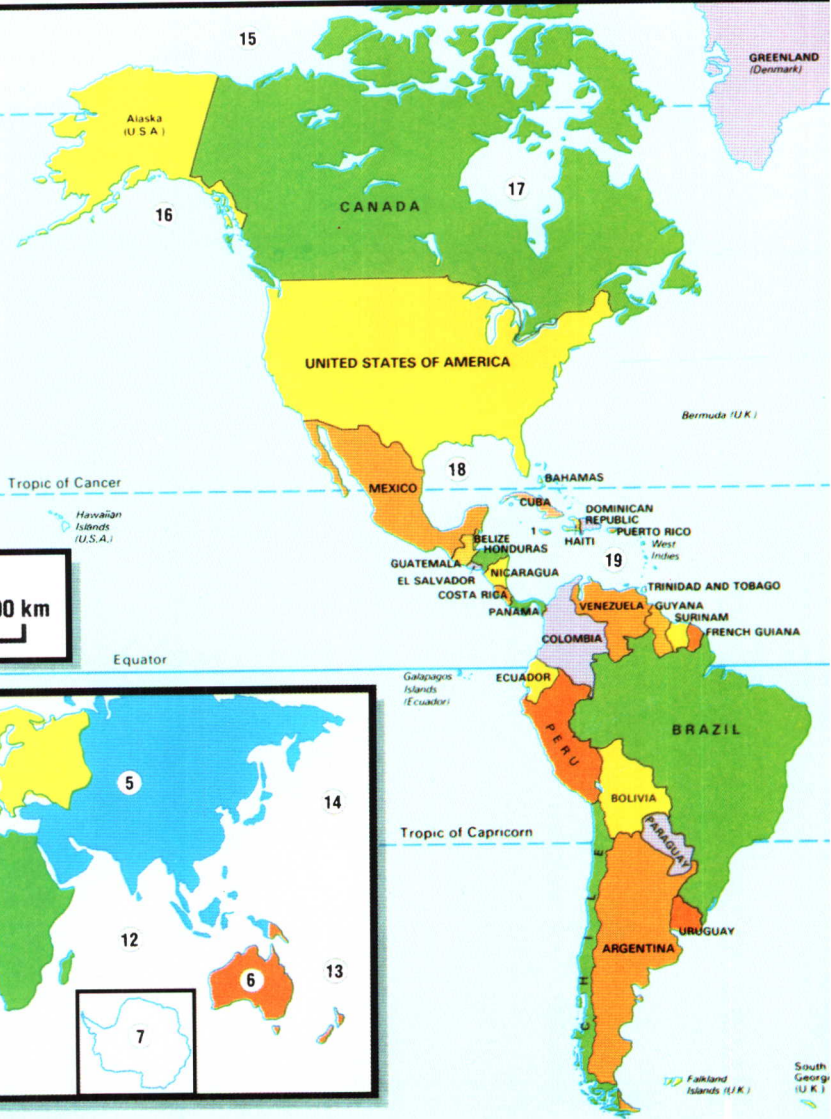 15
GREENLAND
(Denmark)
Alaska
(U S A )
17
CANADA
16
UNITED STATES OF AMERICA
Bermuda (U K )
18
Tropic of Cancer
BAHAMAS
MEXICO
CUBA
Hawaiian
Islands
(U.S.A.)
DOMINICAN
REPUBLIC
PUERTO RICO
1
HAITI
BELIZE
HONDURAS
West
Indies
19
GUATEMALA
NICARAGUA
EL SALVADOR
COSTA RICA
TRINIDAD AND TOBAGO
PANAMA
VENEZUELA
GUYANA
SURINAM
FRENCH GUIANA
00 km
COLOMBIA
Equator
Galapagos
Islands
(Ecuador)
ECUADOR
PERU
BRAZIL
5
14
BOLIVIA
Tropic of Capricorn
PARAGUAY
CHILE
12
URUGUAY
ARGENTINA
13
6
7
Falkland
Islands (U.K.)
South
Georg
(U K )